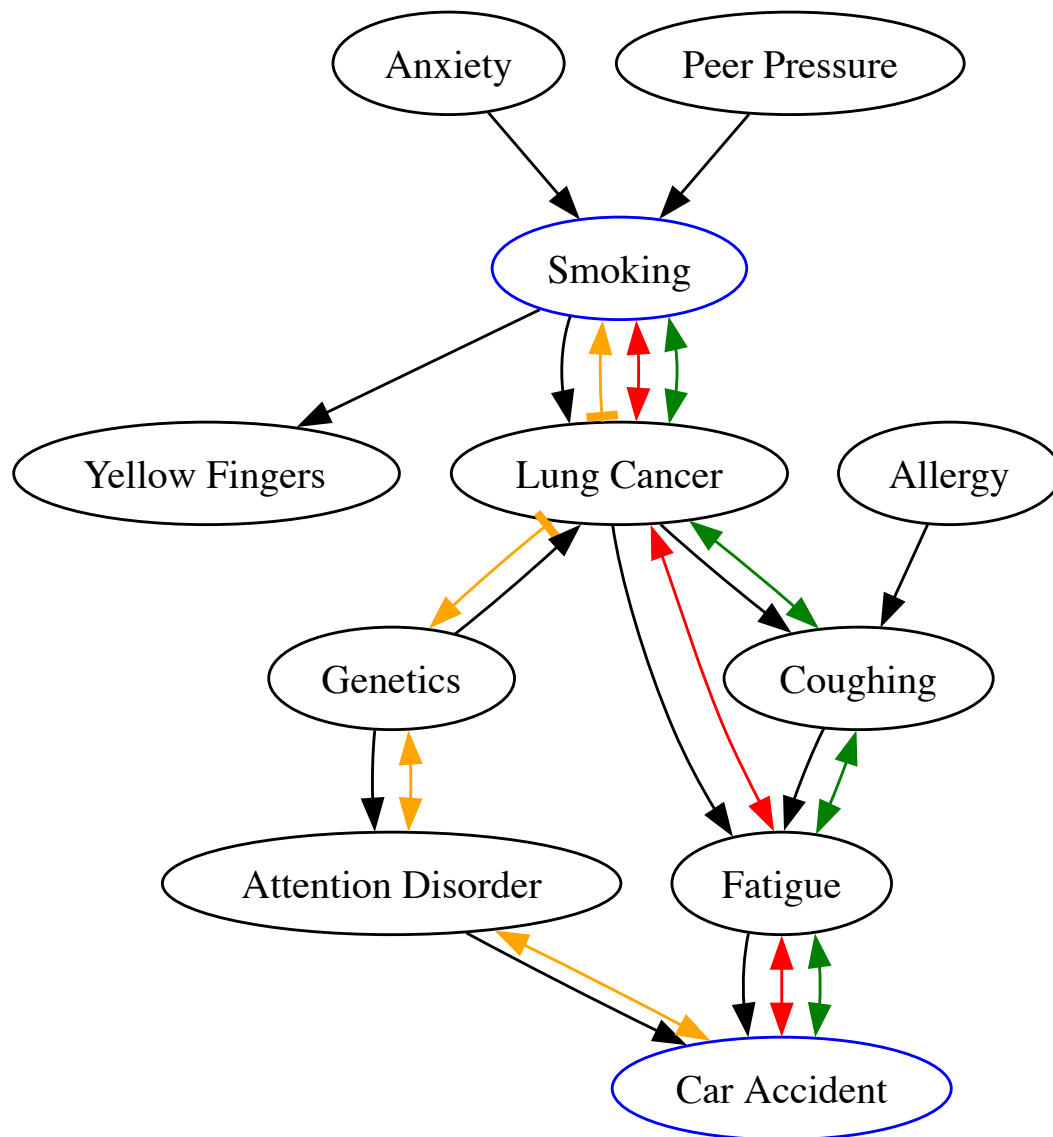 Anxiety
Peer Pressure
Smoking
Yellow Fingers
Lung Cancer
Allergy
Genetics
Coughing
Attention Disorder
Fatigue
Car Accident